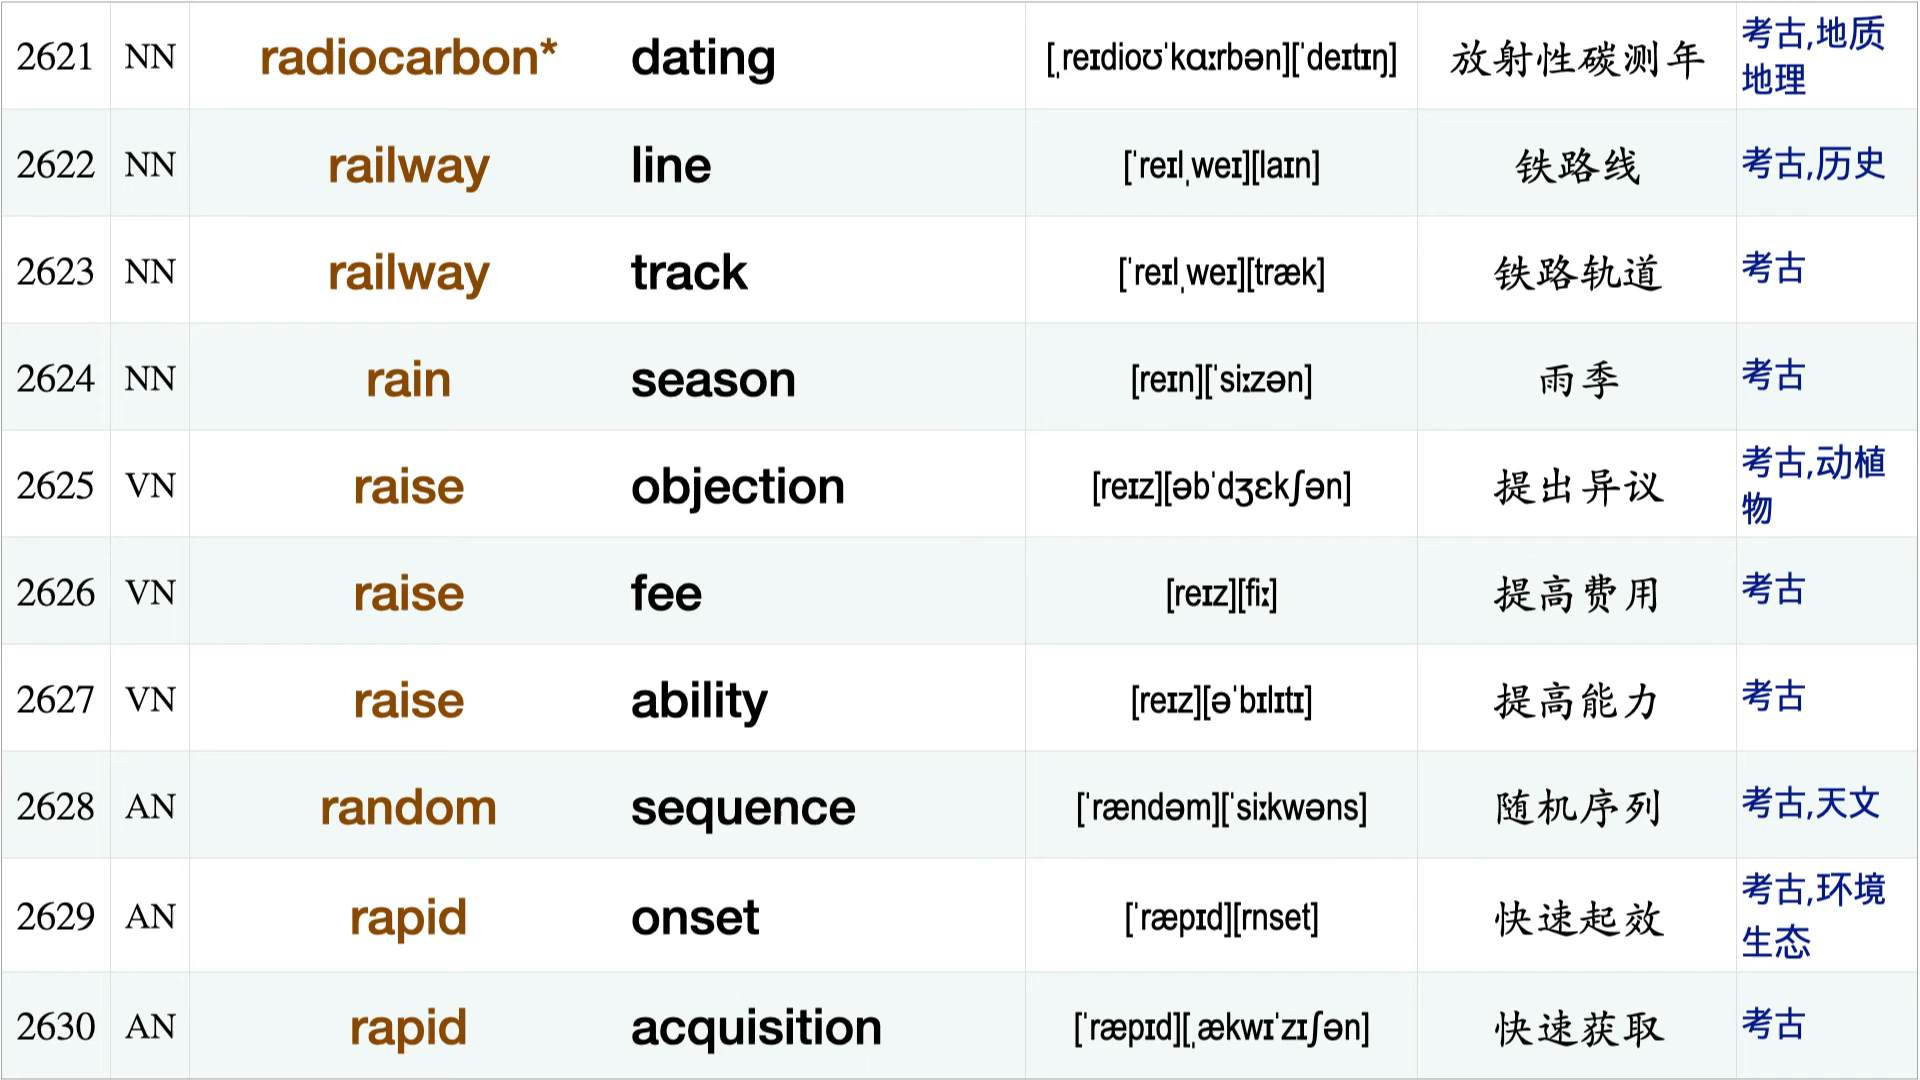 2621 NN radiocarbon* dating [ˌreɪdioʊˈkɑːrbən][ˈdeɪtɪŋ] 放射性碳测年 考古,地质
地理
2622 NN railway line [ˈreɪlˌweɪ][laɪn] 铁路线 考古,历史
2623 NN railway track [ˈreɪlˌweɪ][træk] 铁路轨道 考古
2624 NN rain season [reɪn][ˈsiːzən] 雨季 考古
2625 VN raise objection [reɪz][əbˈdʒɛkʃən] 提出异议 考古,动植
物
2626 VN raise fee [reɪz][fiː] 提高费用 考古
2627 VN raise ability [reɪz][əˈbɪlɪtɪ] 提高能力 考古
2628 AN random sequence [ˈrændəm][ˈsiːkwəns] 随机序列 考古,天文
2629 AN rapid onset [ˈræpɪd][rnset] 快速起效 考古,环境
生态
2630 AN rapid acquisition [ˈræpɪd][ˌækwɪˈzɪʃən] 快速获取 考古